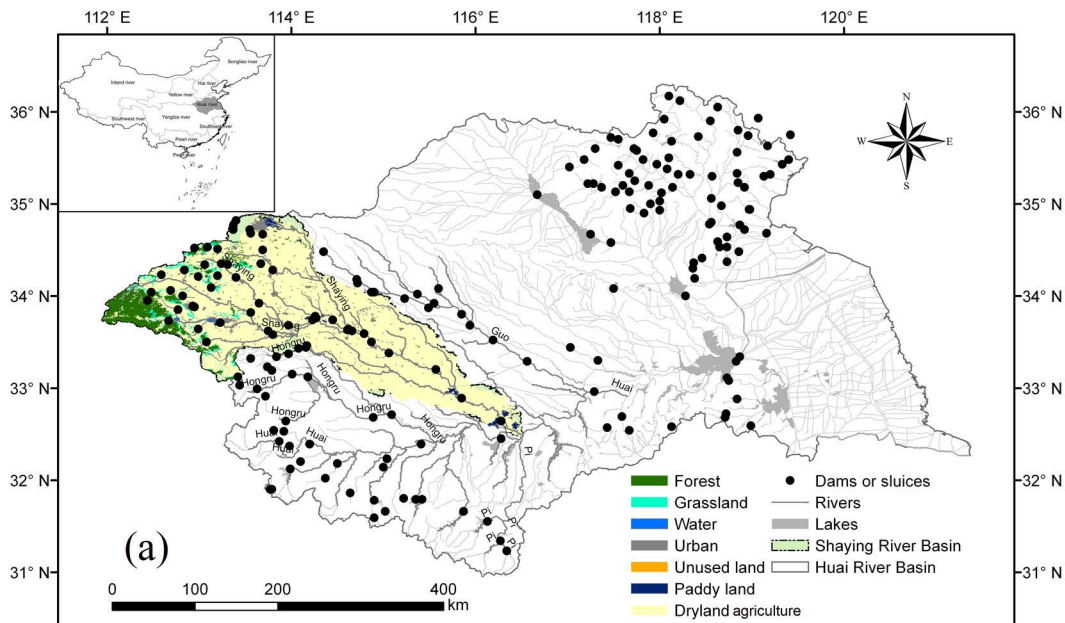 112° E
114° E
116° E
118° E
120° E
Songliao river
Inland river
Hai river
Yellow river
Huai river
Southwest river
Yangtze river
Southeast river
Pearl river
Pearl river
36° N
36° N
N
W
E
S
35° N
35° N
Shaying
34° N
Shaying
34° N
Shaying
Guo
Hongru
33° N
Hongru
Hongru
Huai
33° N
Hongru
Hongru
Hongru
Huai
Huai
Huai
Pi
32° N
32° N
Pi
Pi
Pi
Pi
31° N
31° N
(a)
Forest
Grassland
Water
Urban
Unused land
Paddy land
Dryland agriculture
Dams or sluices
Rivers
Lakes
Shaying River Basin
Huai River Basin
0
100
200
400
km